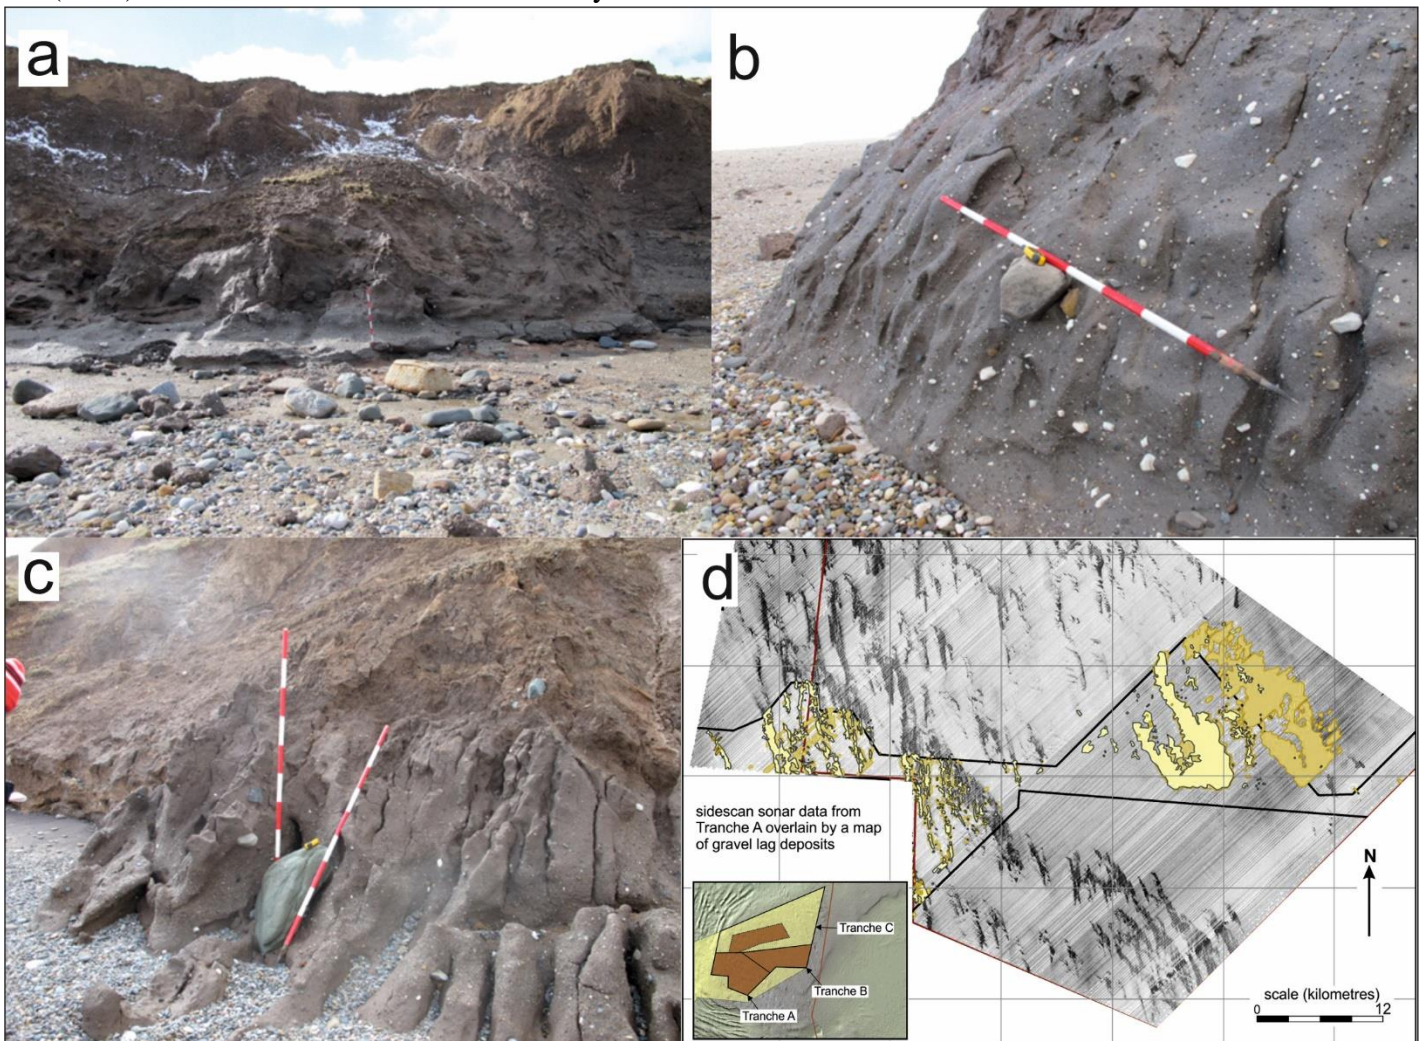 a
b
c
d
sidescan sonar data from
Tranche A overlain by a map
of gravel lag deposits
N
Tranche C
Tranche B
Tranche A
scale (kilometres)
0 12